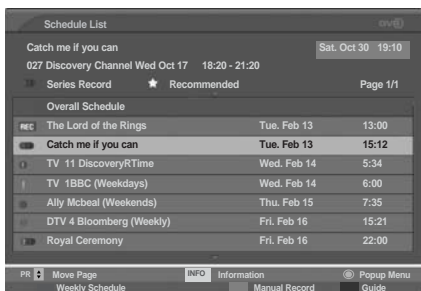 Schedule List
Catch me if you can Sat. Oct 30 19:10
027 Discovery Channel Wed Oct 17 18:20 - 21:20
Series Record Recommended Page 1/1
Overall Schedule
REC The Lord of the Rings Tue. Feb 13 13:00
Catch me if you can Tue. Feb 13 15:12
TV 11 DiscoveryRTime Wed. Feb 14 5:34
TV 1BBC (Weekdays) Wed. Feb 14 6:00
Ally Mcbeal (Weekends) Thu. Feb 15 7:35
DTV 4 Bloomberg (Weekly) Fri. Feb 16 15:21
Royal Ceremony Fri. Feb 16 22:00
PR Move Page INFO Information Popup Menu
Weekly Schedule Manual Record Guide